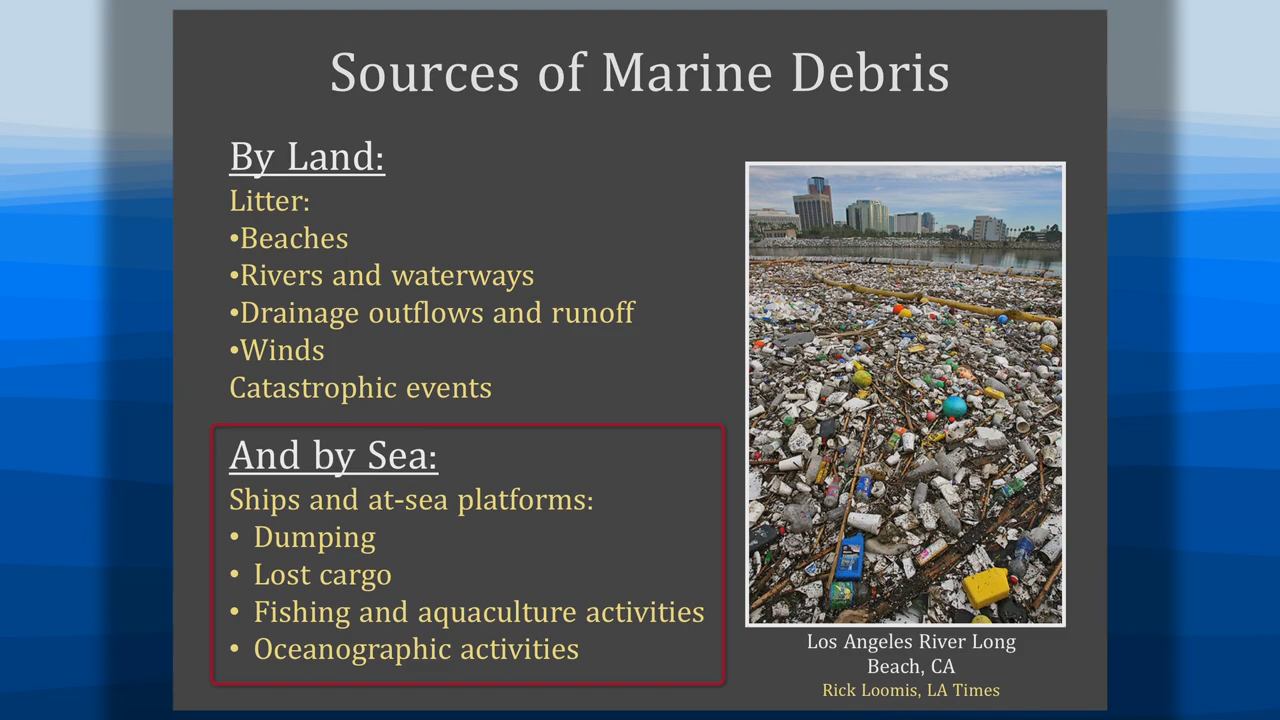 Sources of Marine Debris
By Land:
Litter:
•Beaches
•Rivers and waterways
•Drainage outflows and runoff
•Winds
Catastrophic events
And by Sea:
Ships and at-sea platforms:
• Dumping
• Lost cargo
• Fishing and aquaculture activities
• Oceanographic activities
Los Angeles River Long
Beach, CA
Rick Loomis, LA Times